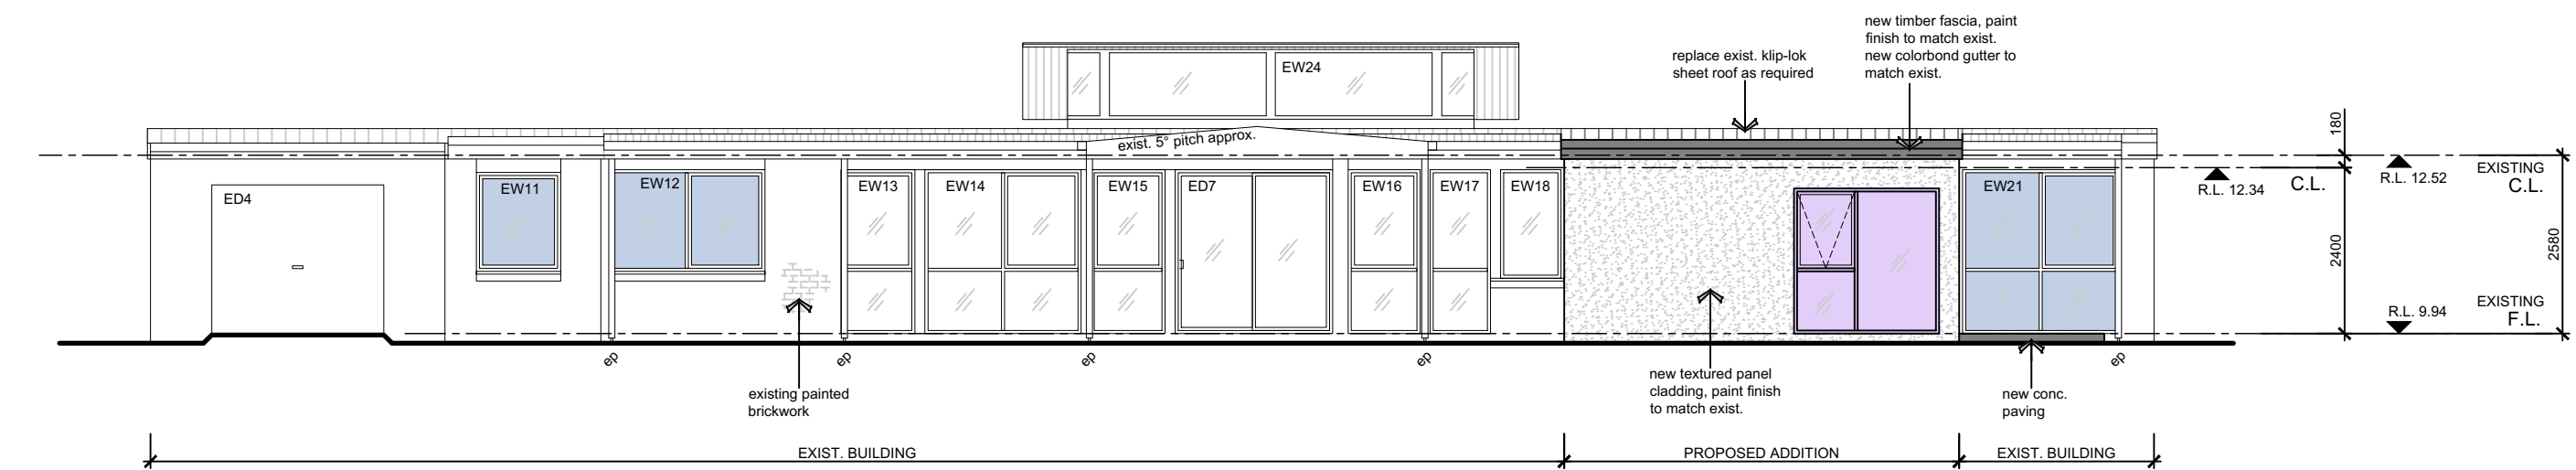 new timber fascia, paint
finish to match exist.
new colorbond gutter to
match exist.
replace exist. klip-lok
sheet roof as required
EW24
exist. 5° pitch approx.
180
EXISTING
C.L.
R.L. 12.52
R.L. 12.34
C.L.
ED4
EW11
EW12
EW13
EW14
EW15
ED7
EW16
EW17
EW18
EW21
2400
2580
EXISTING
F.L.
R.L. 9.94
ep
ep
ep
ep
ep
existing painted
brickwork
new textured panel
cladding, paint finish
to match exist.
new conc.
paving
EXIST. BUILDING
PROPOSED ADDITION
EXIST. BUILDING